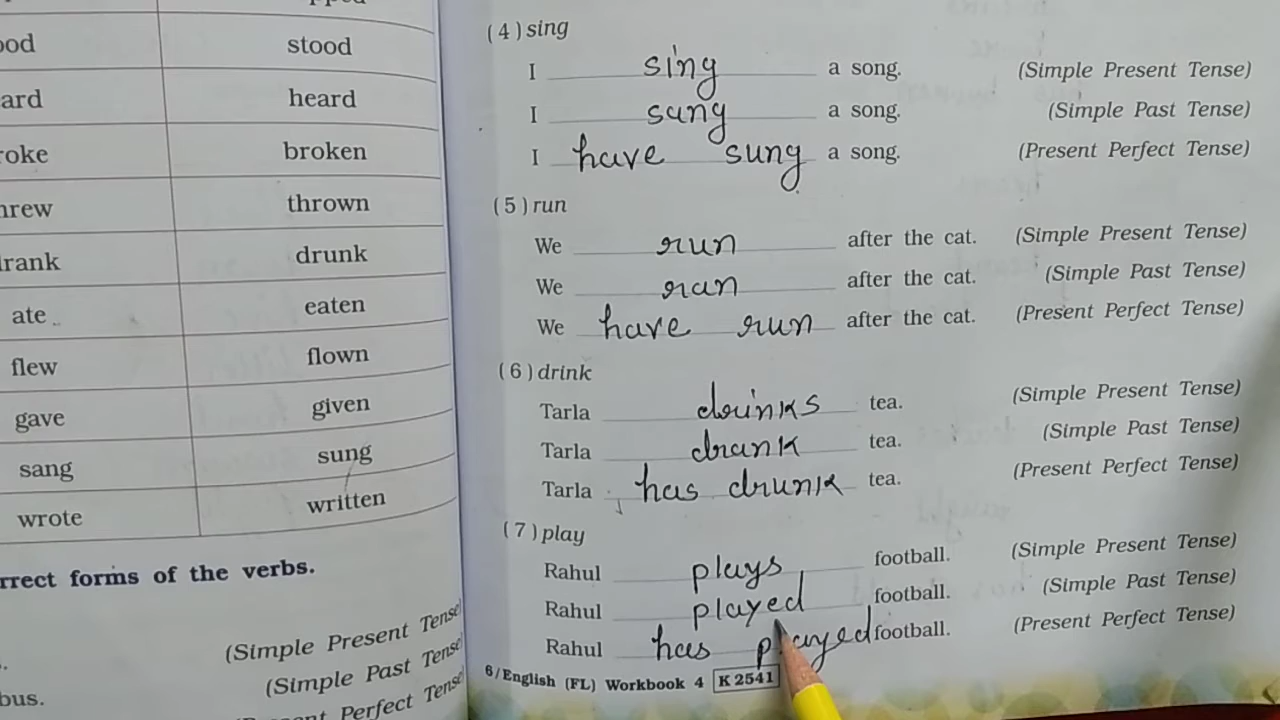 stood
heard
broken
thrown
drunk
ate eaten
flew flown
gave given
sang sung
wrote written
forms of the verbs.
(Simple Present Tense)
(Simple Past Tense)
Perfect Tense)
(4) sing
I sing a song. (Simple Present Tense)
I sang a song. (Simple Past Tense)
I have sung a song. (Present Perfect Tense)
(5) run
We run after the cat. (Simple Present Tense)
We ran after the cat. (Simple Past Tense)
We have run after the cat. (Present Perfect Tense)
(6) drink
Tarla drinks tea. (Simple Present Tense)
Tarla drank tea. (Simple Past Tense)
Tarla has drunk tea. (Present Perfect Tense)
(7) play
Rahul plays football. (Simple Present Tense)
Rahul played football. (Simple Past Tense)
Rahul has played football. (Present Perfect Tense)
6/English (FL) Workbook 4 K 2541